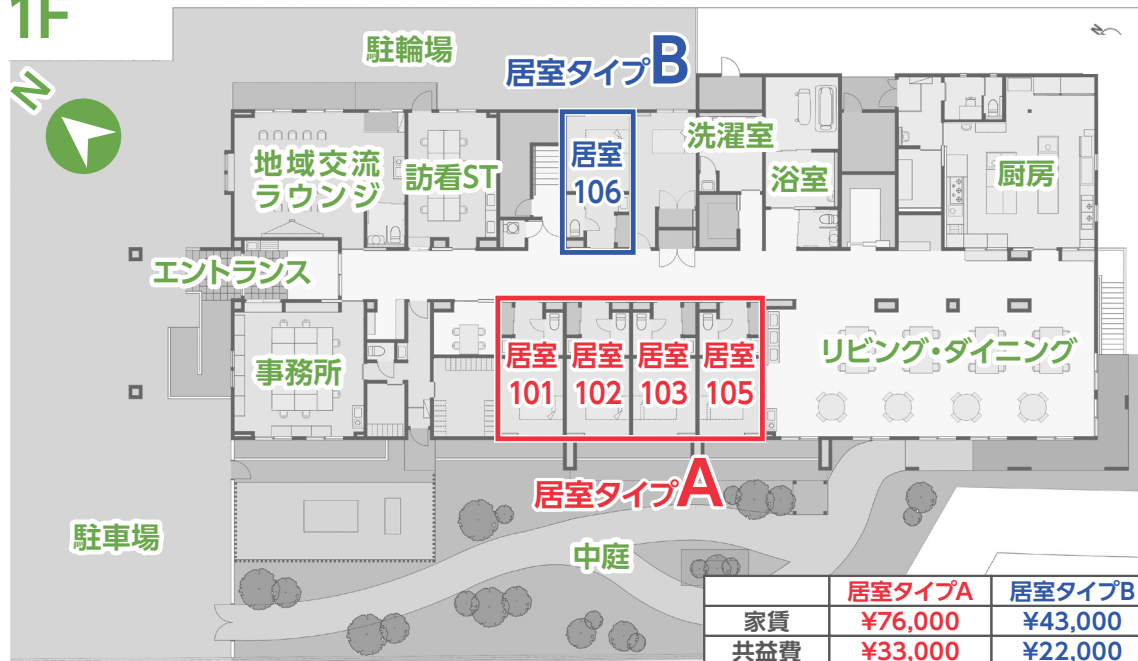 1F
N
駐輪場
居室タイプB
地域交流
ラウンジ
訪看ST
居室
106
洗濯室
浴室
厨房
エントランス
事務所
居室
101
居室
102
居室
103
居室
105
リビング・ダイニング
居室タイプA
駐車場
中庭
居室タイプA 居室タイプB
家賃 ¥76,000 ¥43,000
共益費 ¥33,000 ¥22,000